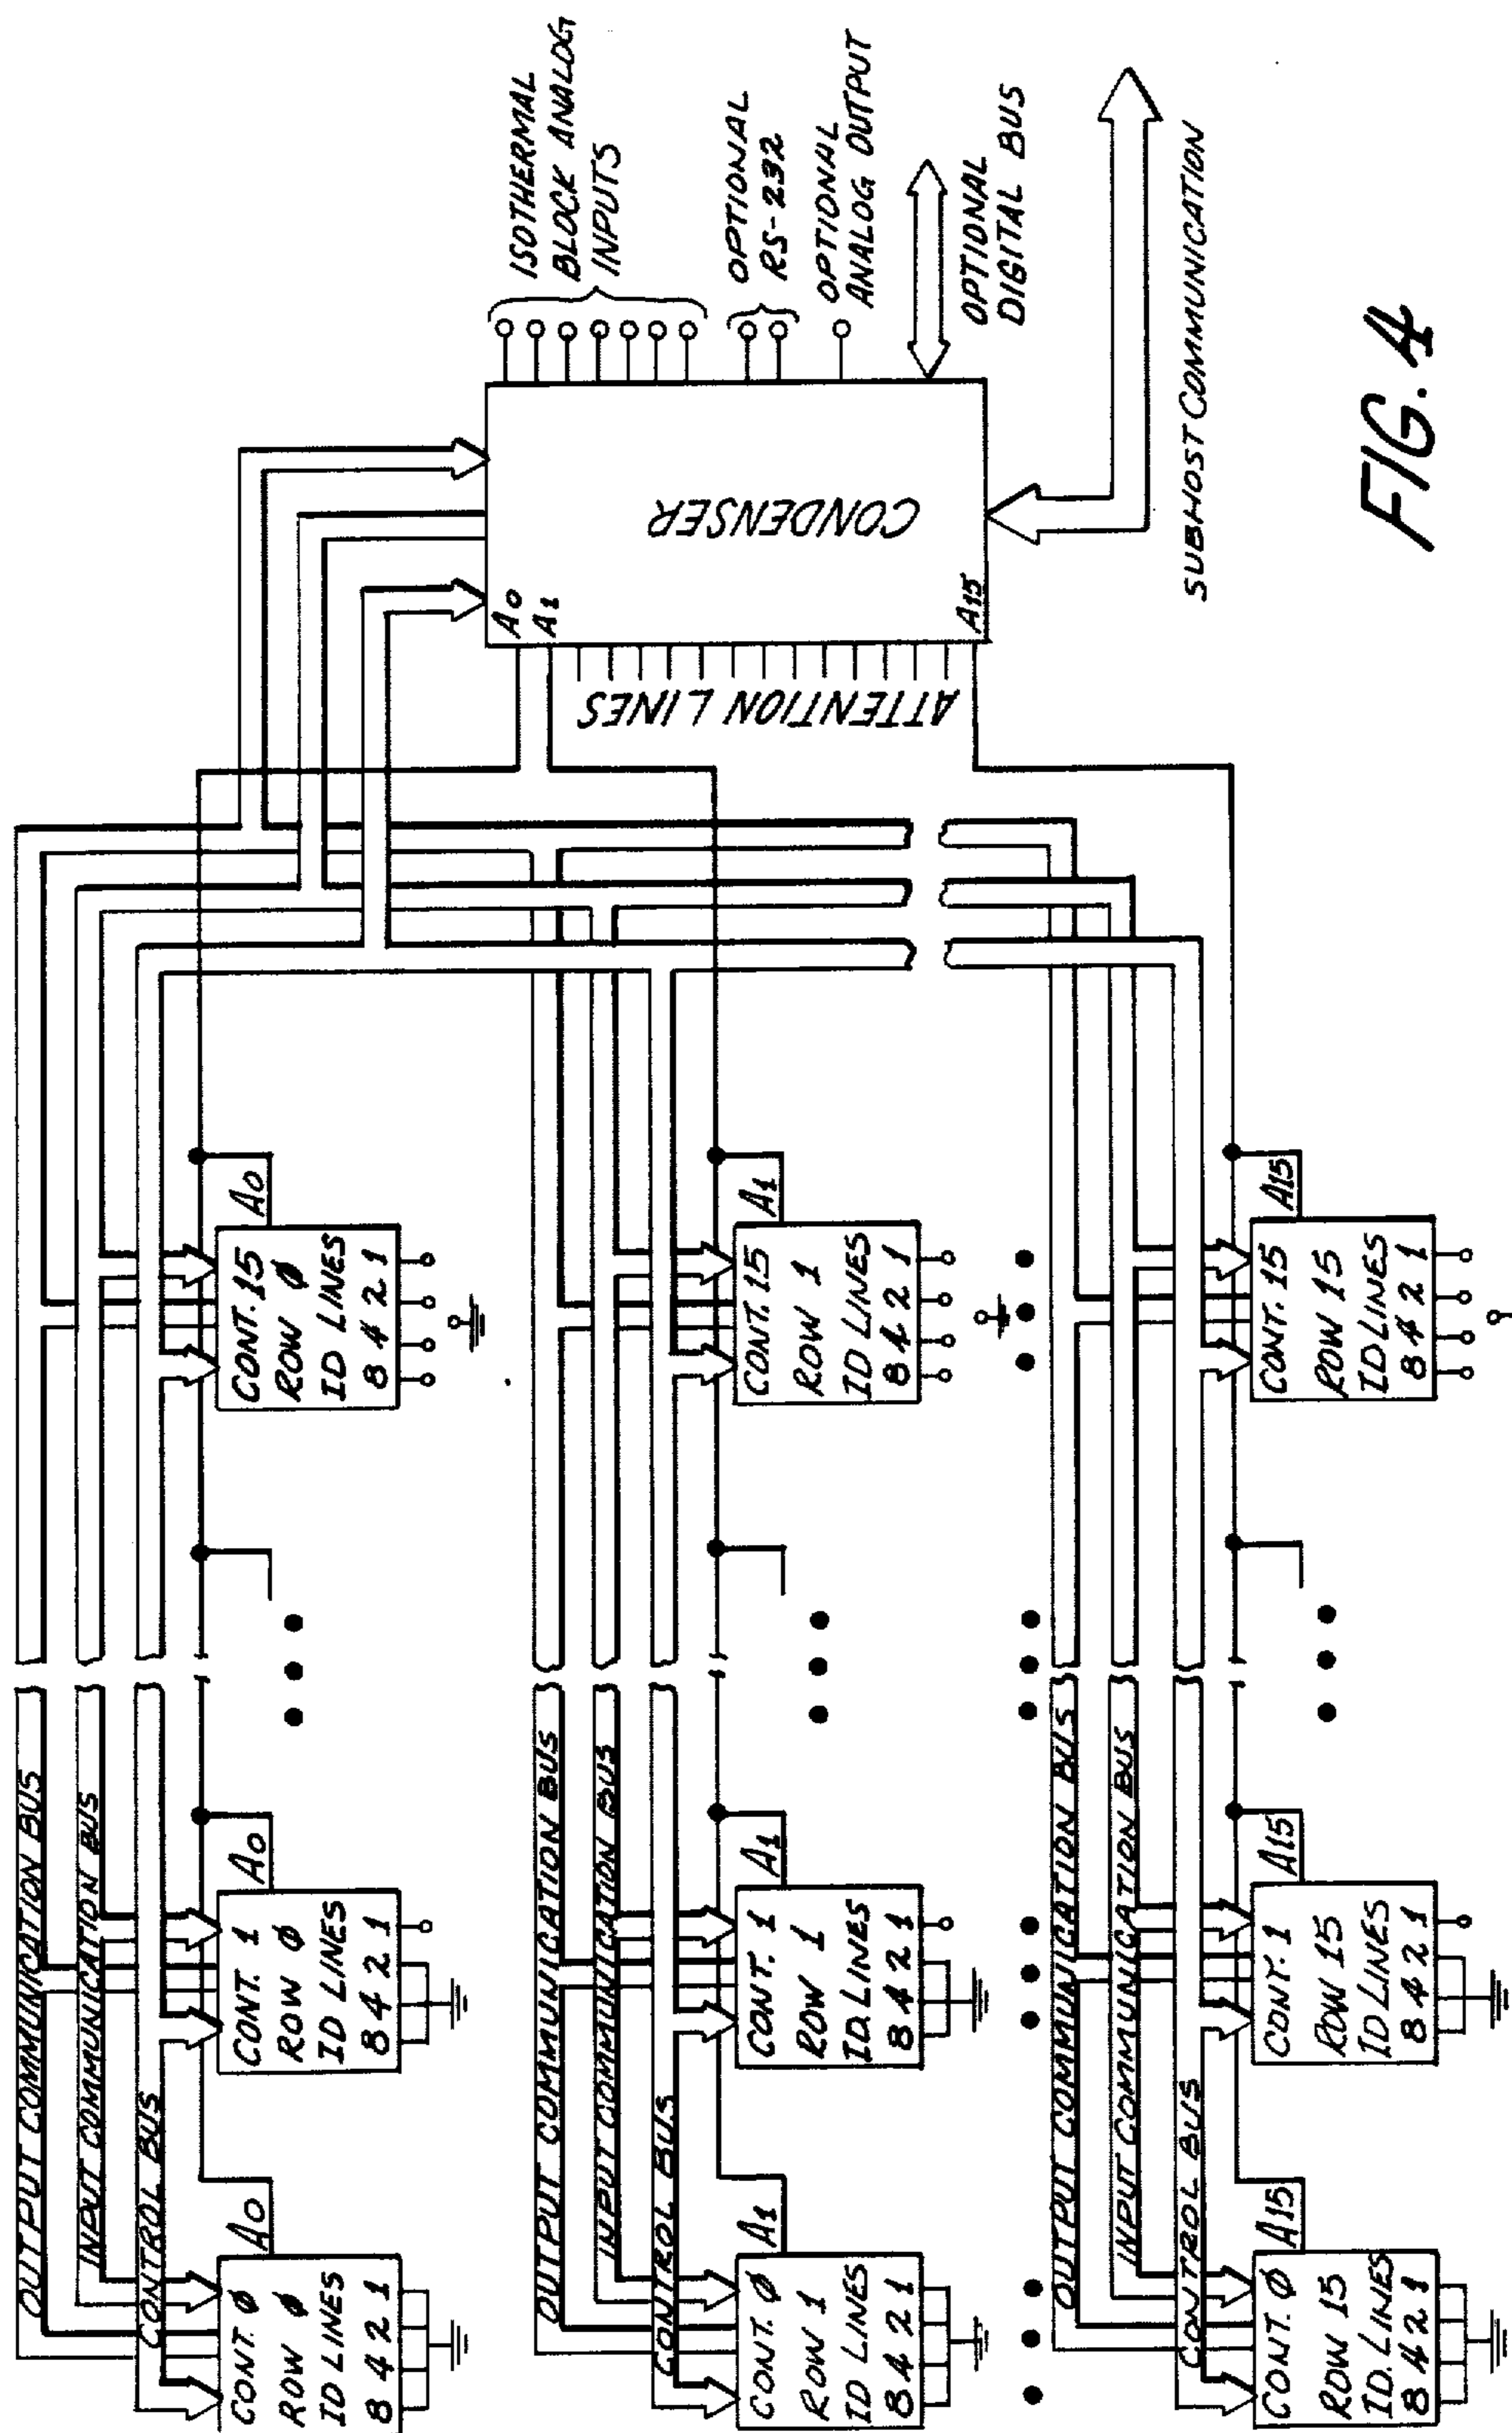 OUTPUT COMMUNICATION BUS
INPUT COMMUNICATION BUS
CONTROL BUS
A0
CONT. Ø
ROW Ø
ID LINES
8 4 2 1
A0
CONT. 1
ROW Ø
ID LINES
8 4 2 1
A0
CONT. 15
ROW Ø
ID LINES
8 4 2 1
OUTPUT COMMUNICATION BUS
INPUT COMMUNICATION BUS
CONTROL BUS
A1
CONT. Ø
ROW 1
ID LINES
8 4 2 1
A1
CONT. 1
ROW 1
ID. LINES
8 4 2 1
A1
CONT. 15
ROW 1
ID LINES
8 4 2 1
OUTPUT COMMUNICATION BUS
INPUT COMMUNICATION BUS
CONTROL BUS
A15
CONT. Ø
ROW 15
ID. LINES
8 4 2 1
A15
CONT. 1
ROW 15
ID LINES
8 4 2 1
A15
CONT. 15
ROW 15
ID LINES
8 4 2 1
ATTENTION LINES
A0
A1
A15
CONDENSER
ISOTHERMAL
BLOCK ANALOG
INPUTS
OPTIONAL
RS-232
OPTIONAL
ANALOG OUTPUT
OPTIONAL
DIGITAL BUS
SUBHOST COMMUNICATION
FIG. 4